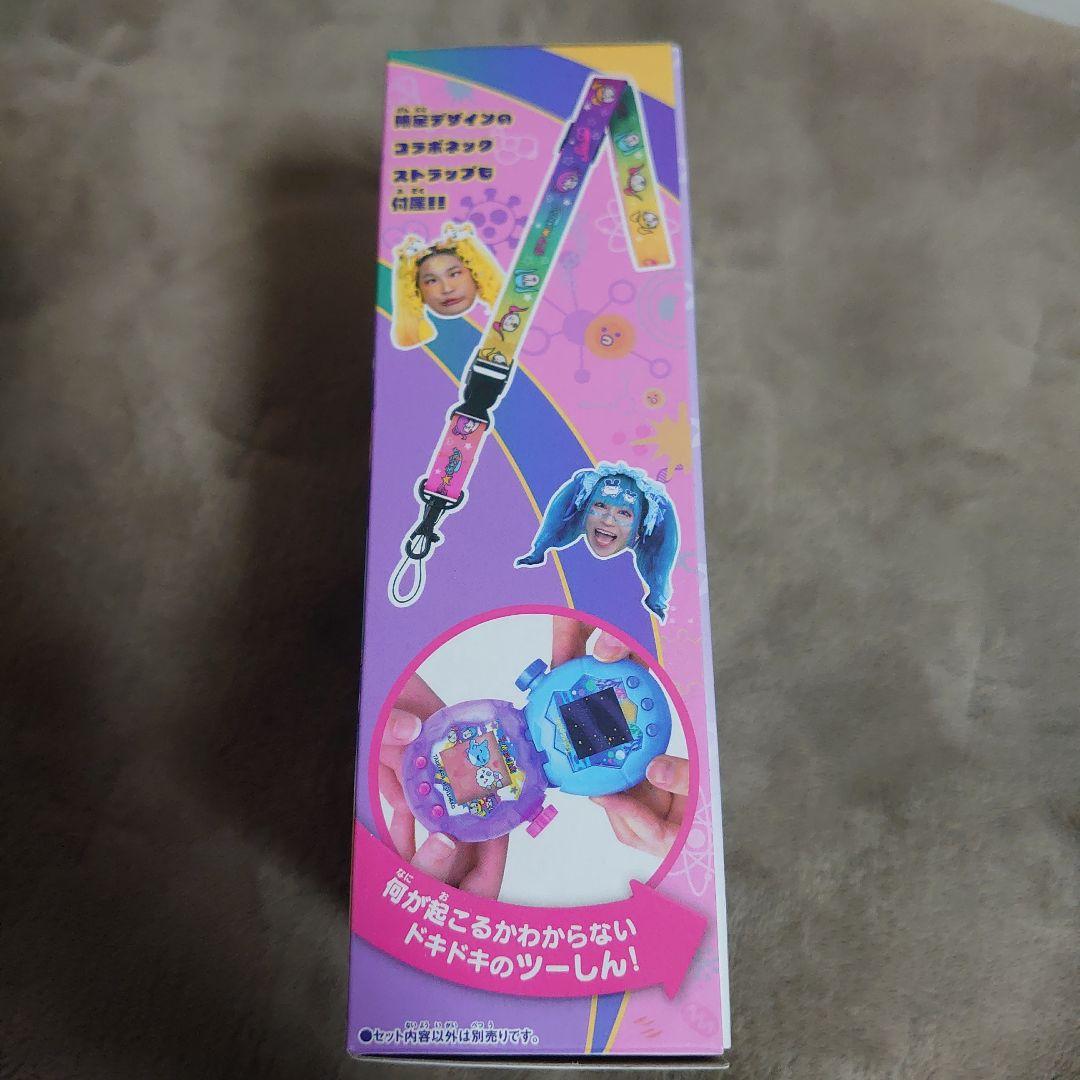 限定デザインの
コラボネック
ストラップも
付属!!
何が起こるかわからない
ドキドキのツーしん!
●セット内容以外は別売りです。